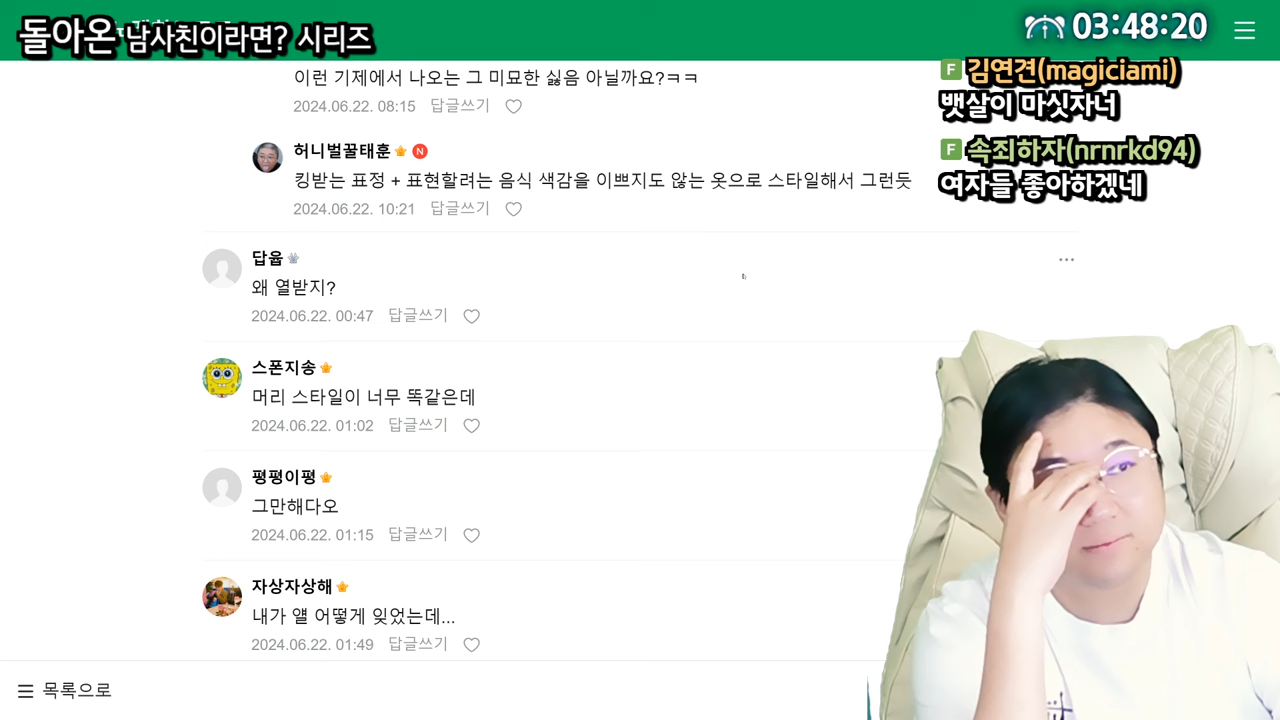 돌아온 남사친이라면? 시리즈
03:48:20
이런 기제에서 나오는 그 미묘한 싫음 아닐까요?ㅋㅋ
2024.06.22. 08:15 답글쓰기
F 김연견(magiciami)
뱃살이 마싯자너
F 속죄하자(nrnrkd94)
여자들 좋아하겠네
허니벌꿀태훈 N
킹받는 표정 + 표현할려는 음식 색감을 이쁘지도 않는 옷으로 스타일해서 그런듯
2024.06.22. 10:21 답글쓰기
답윱
왜 열받지?
2024.06.22. 00:47 답글쓰기
스폰지송
머리 스타일이 너무 똑같은데
2024.06.22. 01:02 답글쓰기
평평이평
그만해다오
2024.06.22. 01:15 답글쓰기
자상자상해
내가 얠 어떻게 잊었는데...
2024.06.22. 01:49 답글쓰기
목록으로